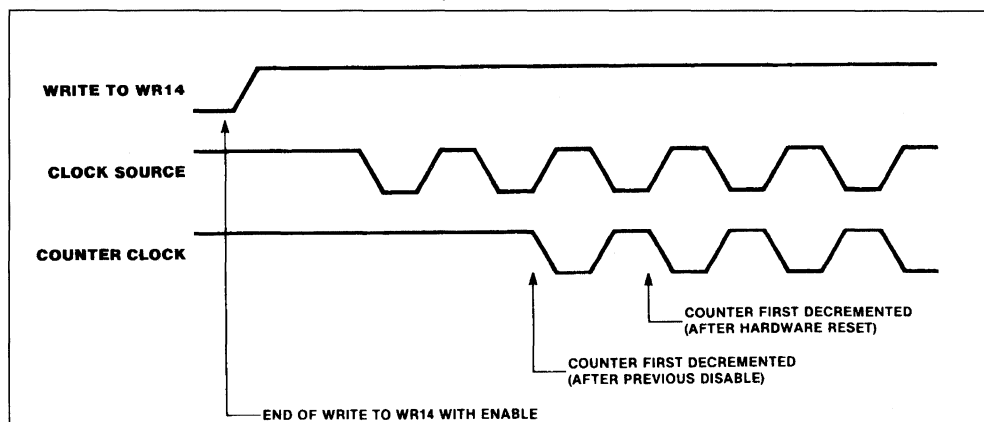 WRITE TO WR14
CLOCK SOURCE
COUNTER CLOCK
COUNTER FIRST DECREMENTED
(AFTER HARDWARE RESET)
COUNTER FIRST DECREMENTED
(AFTER PREVIOUS DISABLE)
END OF WRITE TO WR14 WITH ENABLE